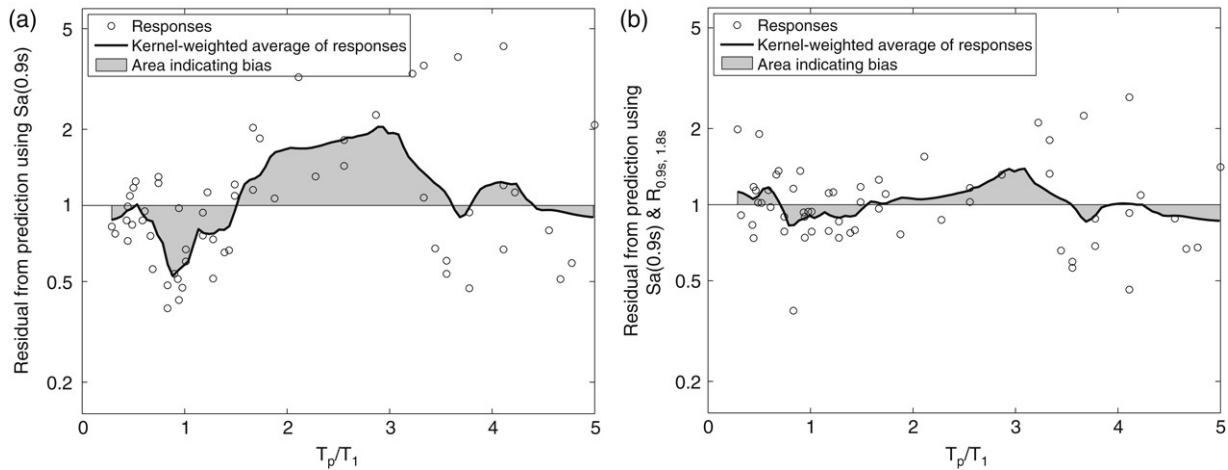 (a)
Responses
Kernel-weighted average of responses
Area indicating bias
Residual from prediction using Sa(0.9s)
5
2
1
0.5
0.2
0 1 2 3 4 5
Tp/T1
(b)
Responses
Kernel-weighted average of responses
Area indicating bias
Residual from prediction using
Sa(0.9s) & R0.9s, 1.8s
5
2
1
0.5
0.2
0 1 2 3 4 5
Tp/T1